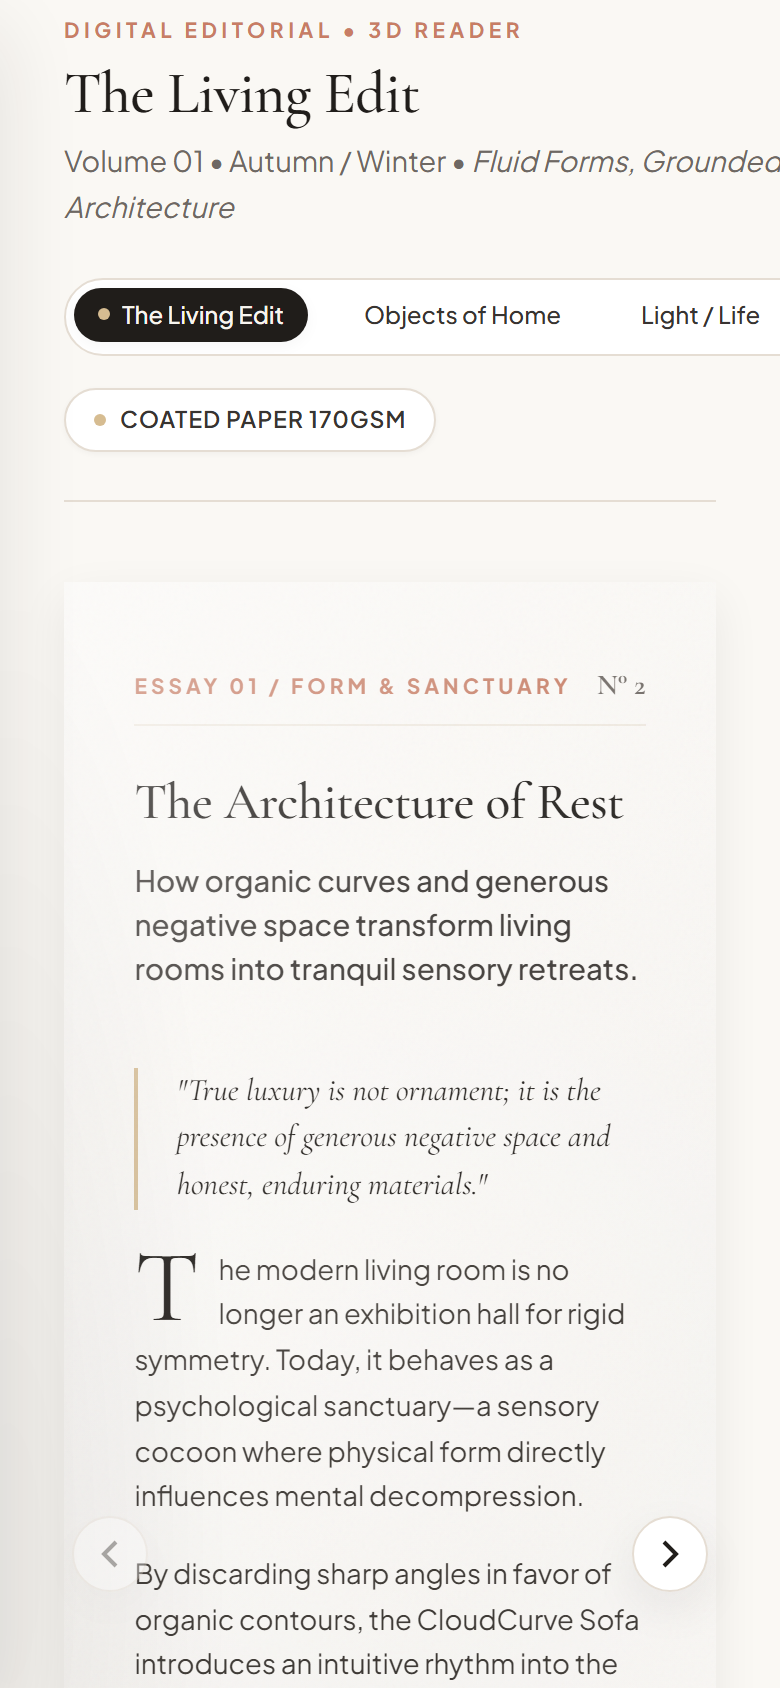 DIGITAL EDITORIAL • 3D READER
The Living Edit
Volume 01 • Autumn / Winter • Fluid Forms, Grounded
Architecture
The Living Edit
Objects of Home
Light / Life
COATED PAPER 170GSM
ESSAY 01 / FORM & SANCTUARY
Nº 2
The Architecture of Rest
How organic curves and generous
negative space transform living
rooms into tranquil sensory retreats.
"True luxury is not ornament; it is the
presence of generous negative space and
honest, enduring materials."
The modern living room is no
longer an exhibition hall for rigid
symmetry. Today, it behaves as a
psychological sanctuary—a sensory
cocoon where physical form directly
influences mental decompression.
By discarding sharp angles in favor of
organic contours, the CloudCurve Sofa
introduces an intuitive rhythm into the